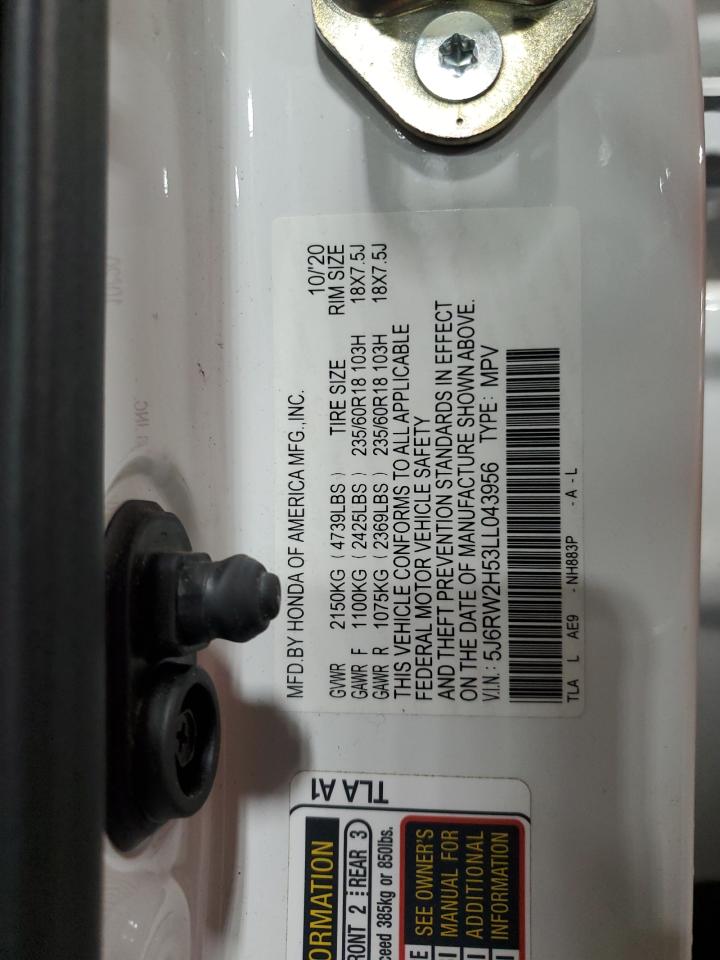 MFD.BY HONDA OF AMERICA MFG.,INC. 10/'20
GVWR 2150KG ( 4739LBS ) TIRE SIZE RIM SIZE
GAWR F 1100KG ( 2425LBS ) 235/60R18 103H 18X7.5J
GAWR R 1075KG ( 2369LBS ) 235/60R18 103H 18X7.5J
THIS VEHICLE CONFORMS TO ALL APPLICABLE
FEDERAL MOTOR VEHICLE SAFETY
AND THEFT PREVENTION STANDARDS IN EFFECT
ON THE DATE OF MANUFACTURE SHOWN ABOVE.
V.I.N.: 5J6RW2H53LL043956 TYPE: MPV
TLA L AE9 - NH883P - A - L
TLA A1
ORMATION
RONT 2 REAR 3
ceed 385kg or 850lbs.
SEE OWNER'S
MANUAL FOR
ADDITIONAL
INFORMATION